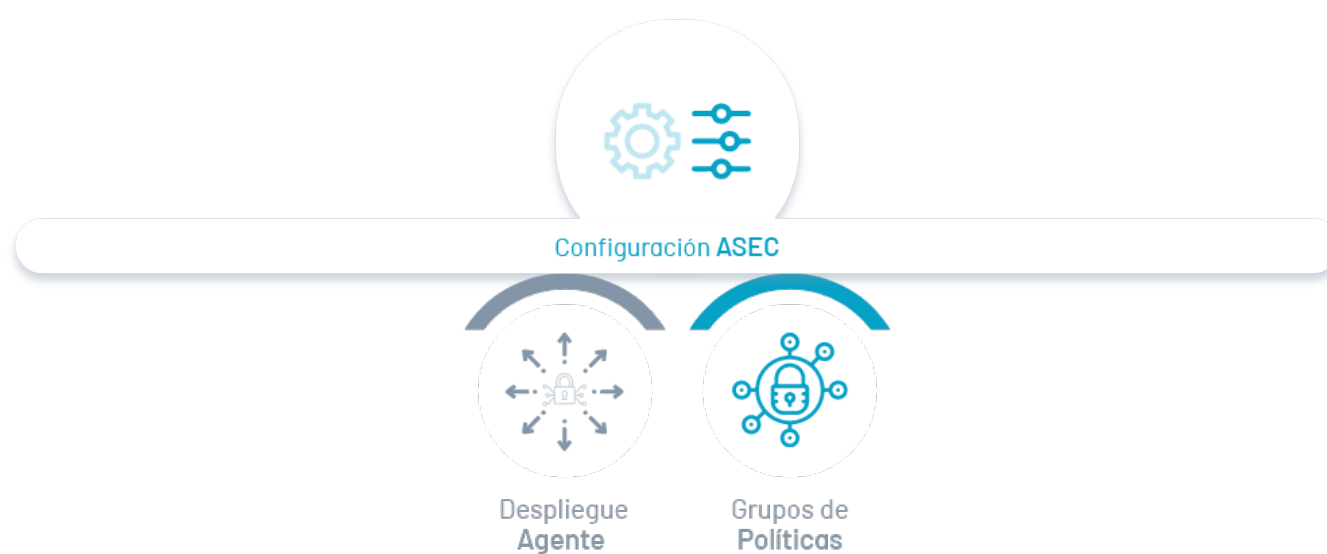 Configuración ASEC
Despliegue
Agente
Grupos de
Políticas